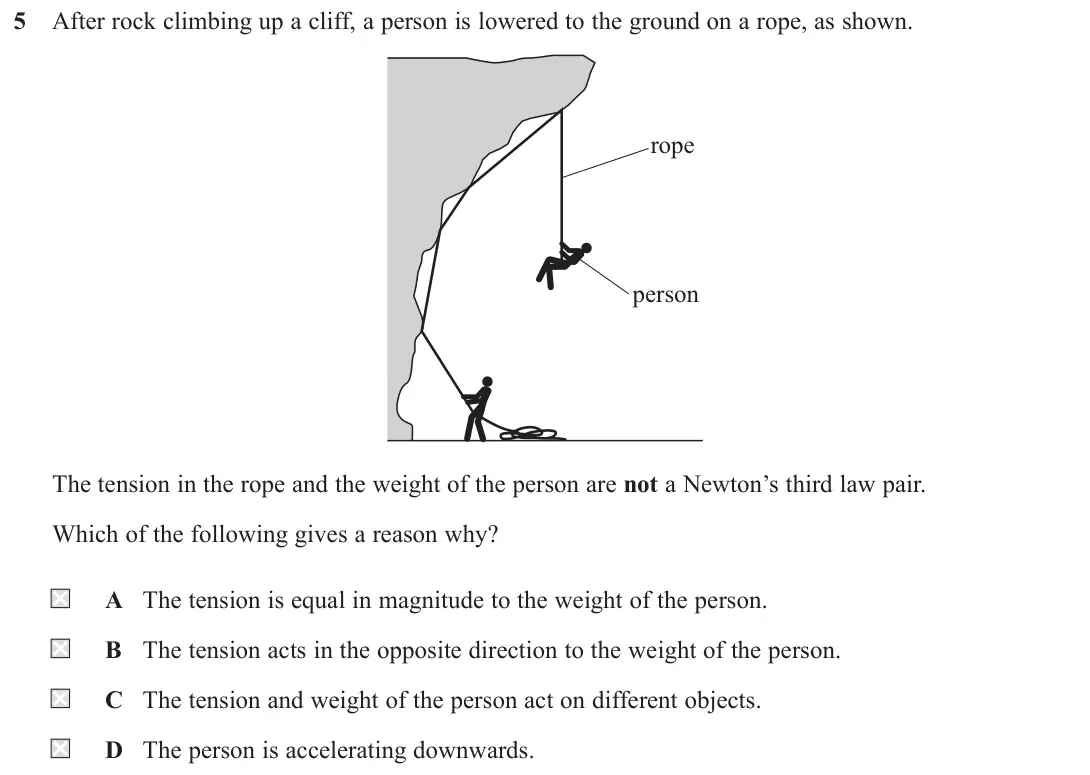 5 After rock climbing up a cliff, a person is lowered to the ground on a rope, as shown.
rope
person
The tension in the rope and the weight of the person are not a Newton’s third law pair.
Which of the following gives a reason why?
A The tension is equal in magnitude to the weight of the person.
B The tension acts in the opposite direction to the weight of the person.
C The tension and weight of the person act on different objects.
D The person is accelerating downwards.